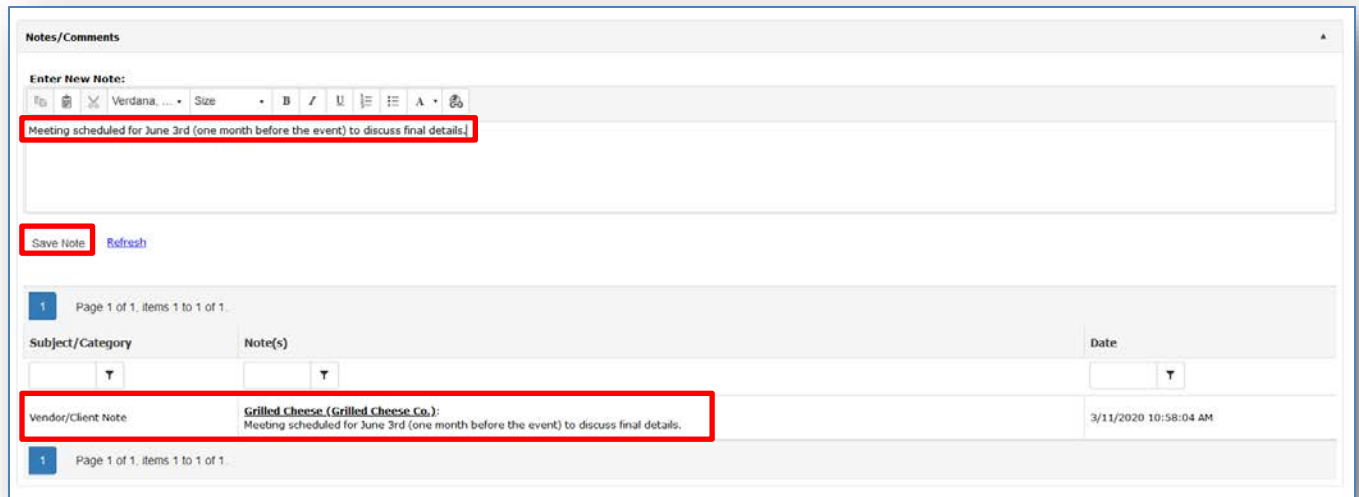 Notes/Comments
Enter New Note:
Verdana, ... Size B I U A
Meeting scheduled for June 3rd (one month before the event) to discuss final details.
Save Note Refresh
1 Page 1 of 1, items 1 to 1 of 1.
Subject/Category Note(s) Date
Vendor/Client Note Grilled Cheese (Grilled Cheese Co.): 3/11/2020 10:58:04 AM
Meeting scheduled for June 3rd (one month before the event) to discuss final details.
1 Page 1 of 1, items 1 to 1 of 1.